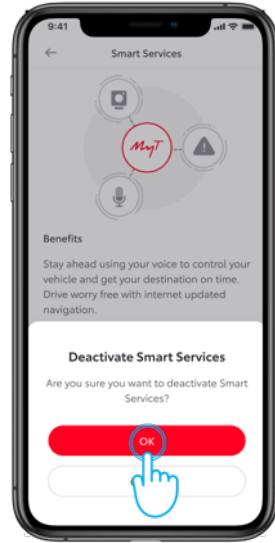 9:41
Smart Services
MyT
Benefits
Stay ahead using your voice to control your
vehicle and get your destination on time.
Drive worry free with internet updated
navigation.
Deactivate Smart Services
Are you sure you want to deactivate Smart
Services?
OK